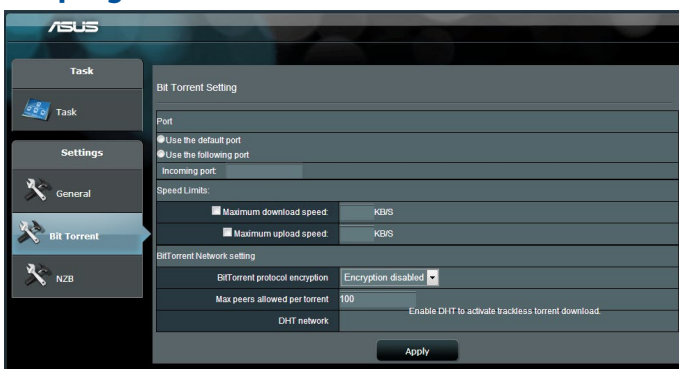 ASUS
Task
Task
Settings
General
Bit Torrent
NZB
Bit Torrent Setting
Port
Use the default port
Use the following port
Incoming port:
Speed Limits:
Maximum download speed: KB/S
Maximum upload speed: KB/S
BitTorrent Network setting
BitTorrent protocol encryption Encryption disabled
Max peers allowed per torrent 100
DHT network Enable DHT to activate trackless torrent download.
Apply